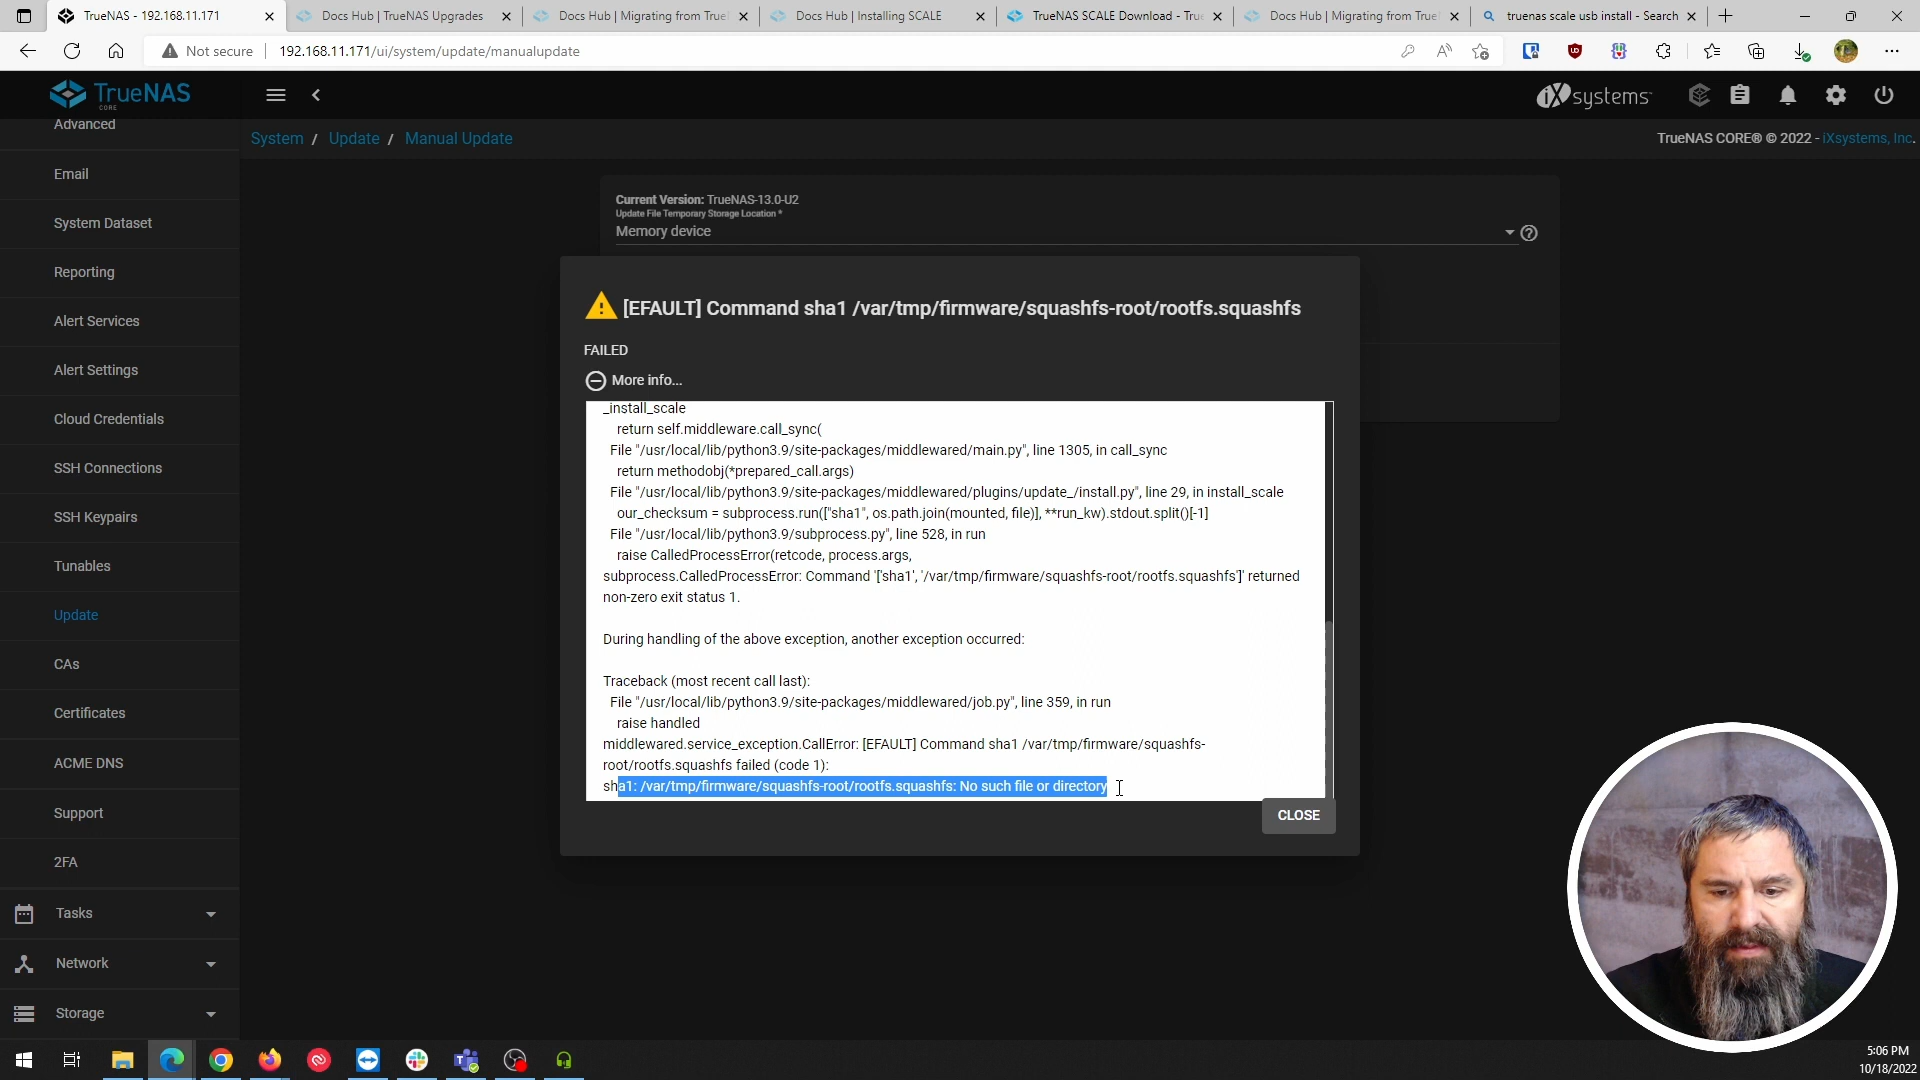 TrueNAS - 192.168.11.171
Docs Hub | TrueNAS Upgrades
Docs Hub | Migrating from True
Docs Hub | Installing SCALE
TrueNAS SCALE Download - Tru
Docs Hub | Migrating from True
truenas scale usb install - Search
Not secure
192.168.11.171/ui/system/update/manualupdate
TrueNAS
CORE
iXsystems
Advanced
Email
System Dataset
Reporting
Alert Services
Alert Settings
Cloud Credentials
SSH Connections
SSH Keypairs
Tunables
Update
CAs
Certificates
ACME DNS
Support
2FA
Tasks
Network
Storage
System / Update / Manual Update
TrueNAS CORE® © 2022 - iXsystems, Inc.
Current Version: TrueNAS-13.0-U2
Update File Temporary Storage Location *
Memory device
[EFAULT] Command sha1 /var/tmp/firmware/squashfs-root/rootfs.squashfs
FAILED
More info...
_install_scale
return self.middleware.call_sync(
File "/usr/local/lib/python3.9/site-packages/middlewared/main.py", line 1305, in call_sync
return methodobj(*prepared_call.args)
File "/usr/local/lib/python3.9/site-packages/middlewared/plugins/update_/install.py", line 29, in install_scale
our_checksum = subprocess.run(["sha1", os.path.join(mounted, file)], **run_kw).stdout.split()[-1]
File "/usr/local/lib/python3.9/subprocess.py", line 528, in run
raise CalledProcessError(retcode, process.args,
subprocess.CalledProcessError: Command '['sha1', '/var/tmp/firmware/squashfs-root/rootfs.squashfs']' returned
non-zero exit status 1.
During handling of the above exception, another exception occurred:
Traceback (most recent call last):
File "/usr/local/lib/python3.9/site-packages/middlewared/job.py", line 359, in run
raise handled
middlewared.service_exception.CallError: [EFAULT] Command sha1 /var/tmp/firmware/squashfs-
root/rootfs.squashfs failed (code 1):
sha1: /var/tmp/firmware/squashfs-root/rootfs.squashfs: No such file or directory
CLOSE
5:06 PM
10/18/2022